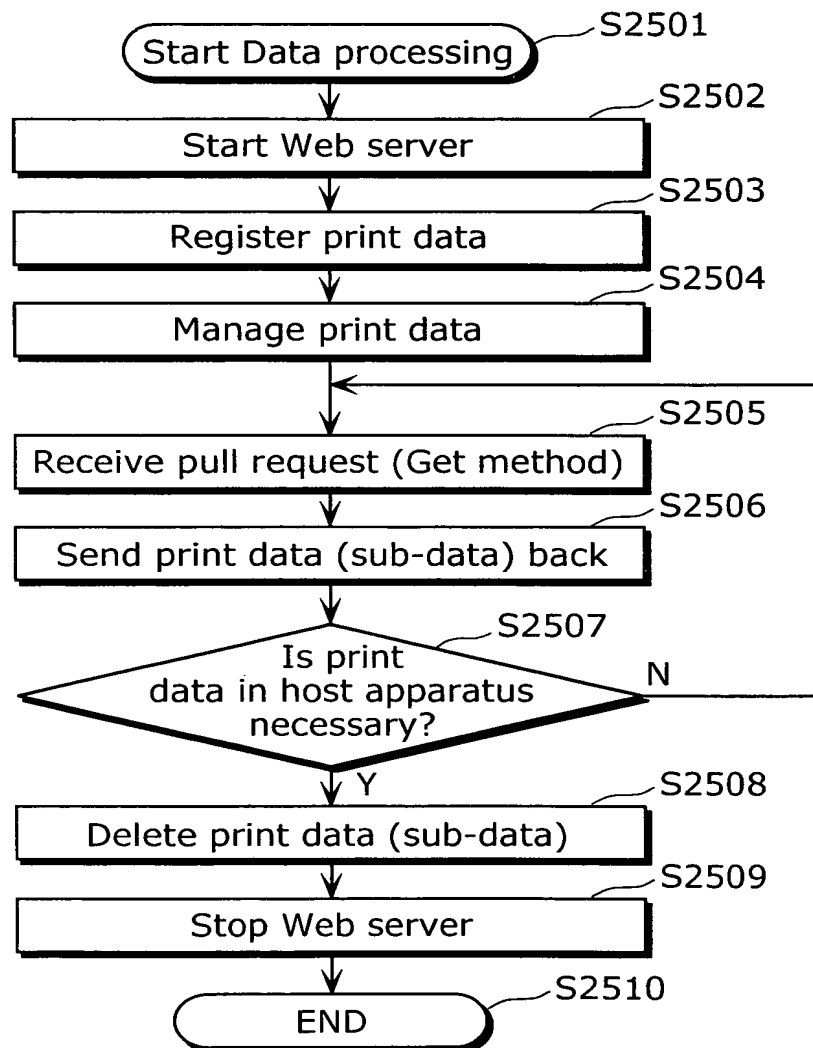 Start Data processing
S2501
S2502
Start Web server
S2503
Register print data
S2504
Manage print data
S2505
Receive pull request (Get method)
S2506
Send print data (sub-data) back
S2507
Is print
data in host apparatus
necessary?
N
Y
S2508
Delete print data (sub-data)
S2509
Stop Web server
S2510
END